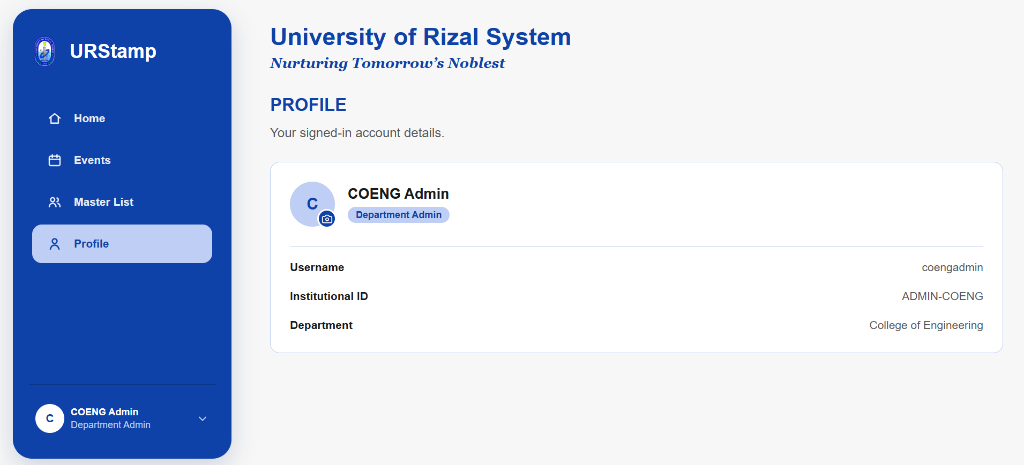 URStamp
Home
Events
Master List
Profile
C
COENG Admin
Department Admin
University of Rizal System
Nurturing Tomorrow's Noblest
PROFILE
Your signed-in account details.
C
COENG Admin
Department Admin
Username coengadmin
Institutional ID ADMIN-COENG
Department College of Engineering